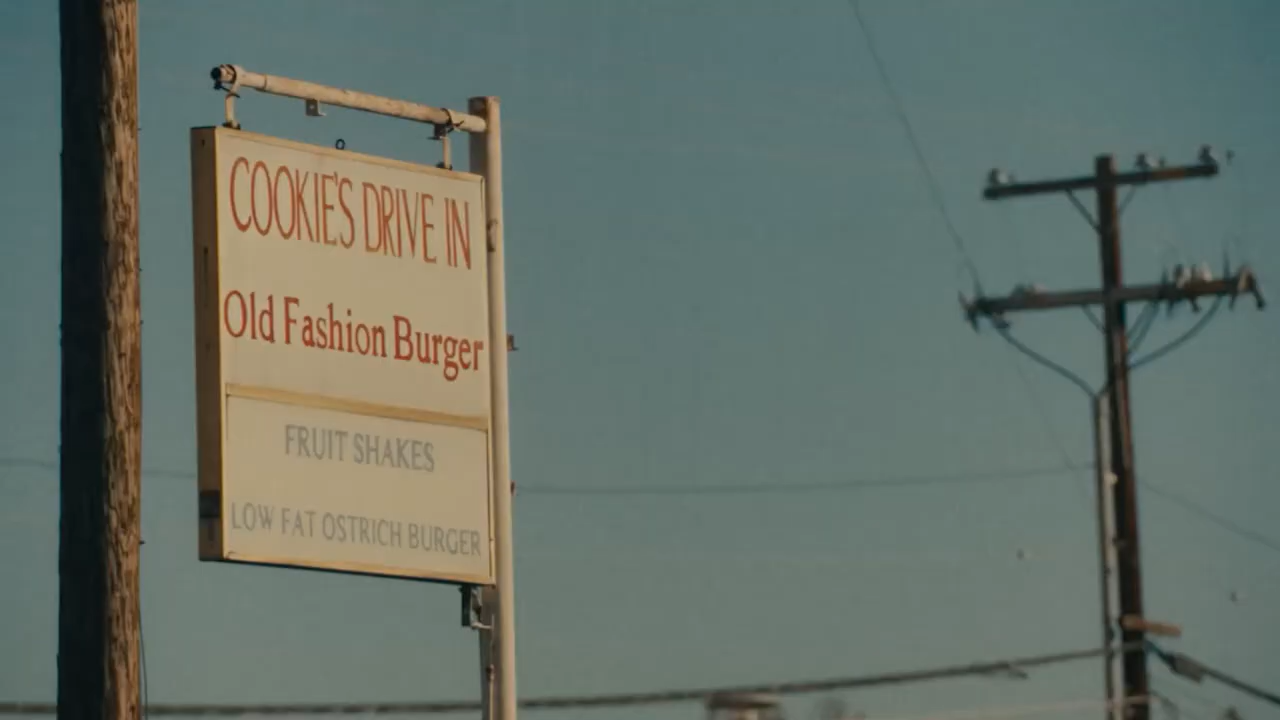 COOKIE'S DRIVE IN
Old Fashion Burger
FRUIT SHAKES
LOW FAT OSTRICH BURGER